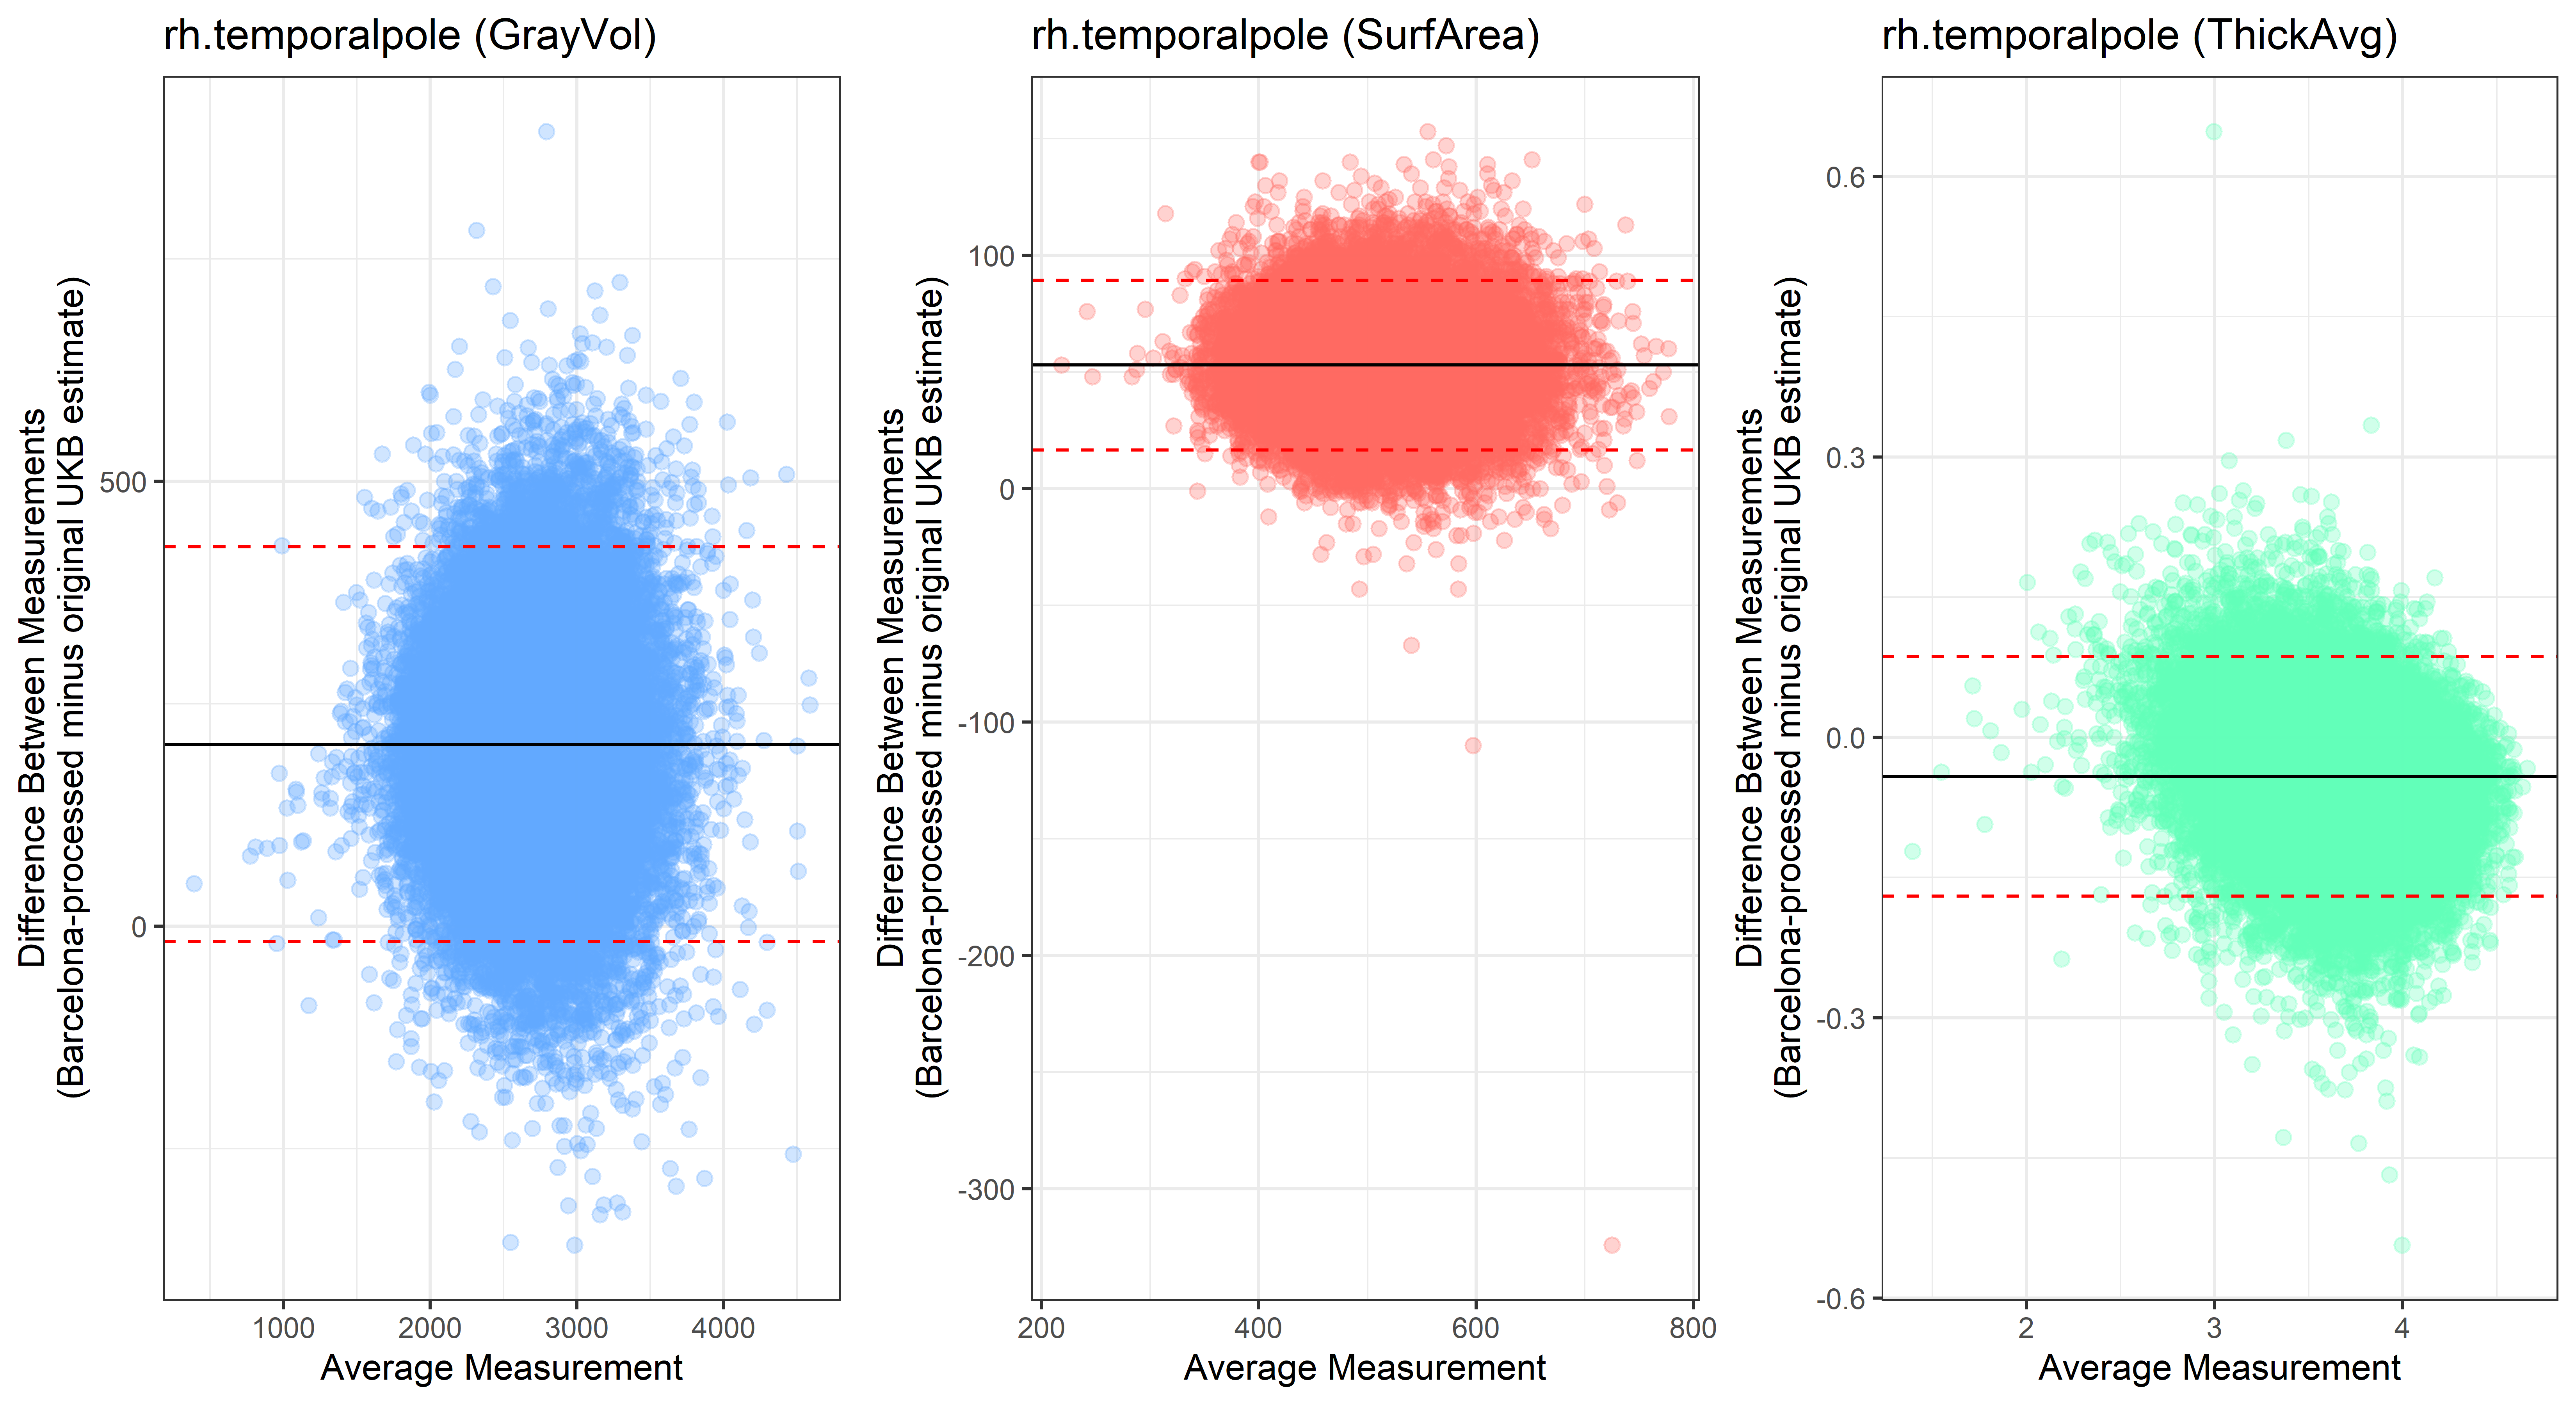 rh.temporalpole (GrayVol)
Difference Between Measurements
(Barcelona-processed minus original UKB estimate)
500
0
1000 2000 3000 4000
Average Measurement
rh.temporalpole (SurfArea)
Difference Between Measurements
(Barcelona-processed minus original UKB estimate)
100
0
-100
-200
-300
200 400 600 800
Average Measurement
rh.temporalpole (ThickAvg)
Difference Between Measurements
(Barcelona-processed minus original UKB estimate)
0.6
0.3
0.0
-0.3
-0.6
2 3 4
Average Measurement